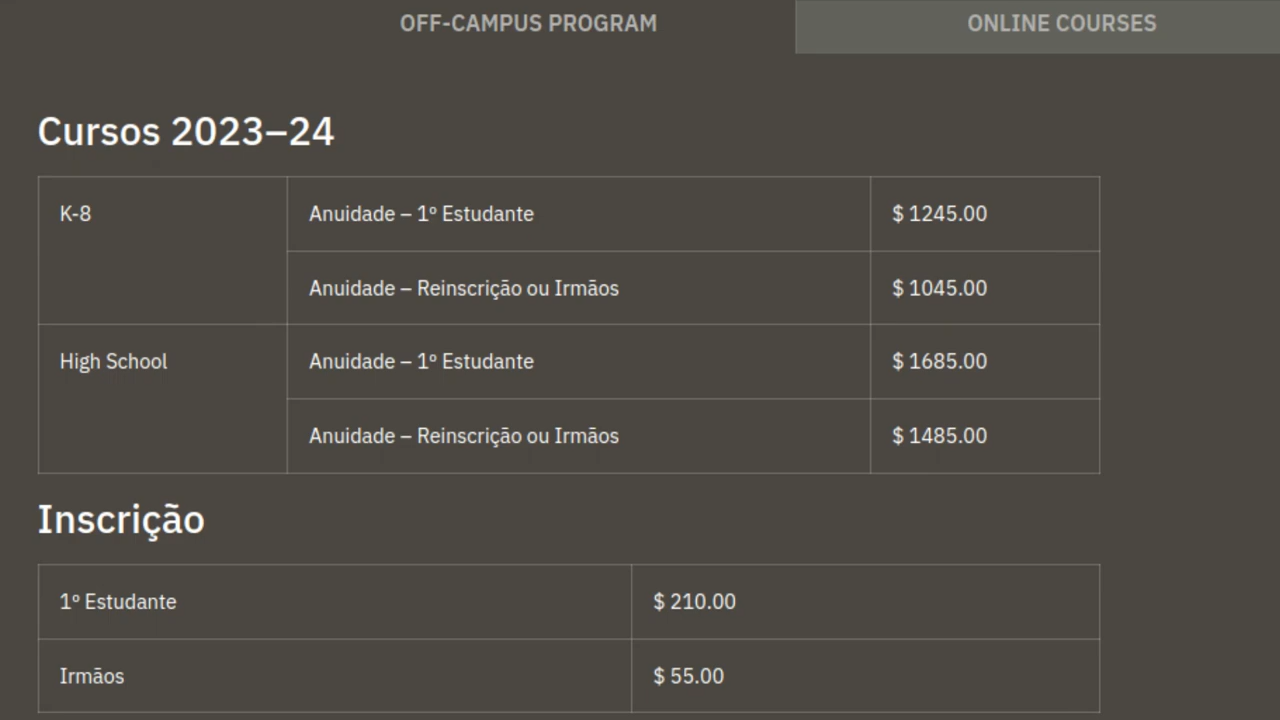 OFF-CAMPUS PROGRAM
ONLINE COURSES
Cursos 2023–24
K-8
Anuidade – 1º Estudante
$ 1245.00
Anuidade – Reinscrição ou Irmãos
$ 1045.00
High School
Anuidade – 1º Estudante
$ 1685.00
Anuidade – Reinscrição ou Irmãos
$ 1485.00
Inscrição
1º Estudante
$ 210.00
Irmãos
$ 55.00